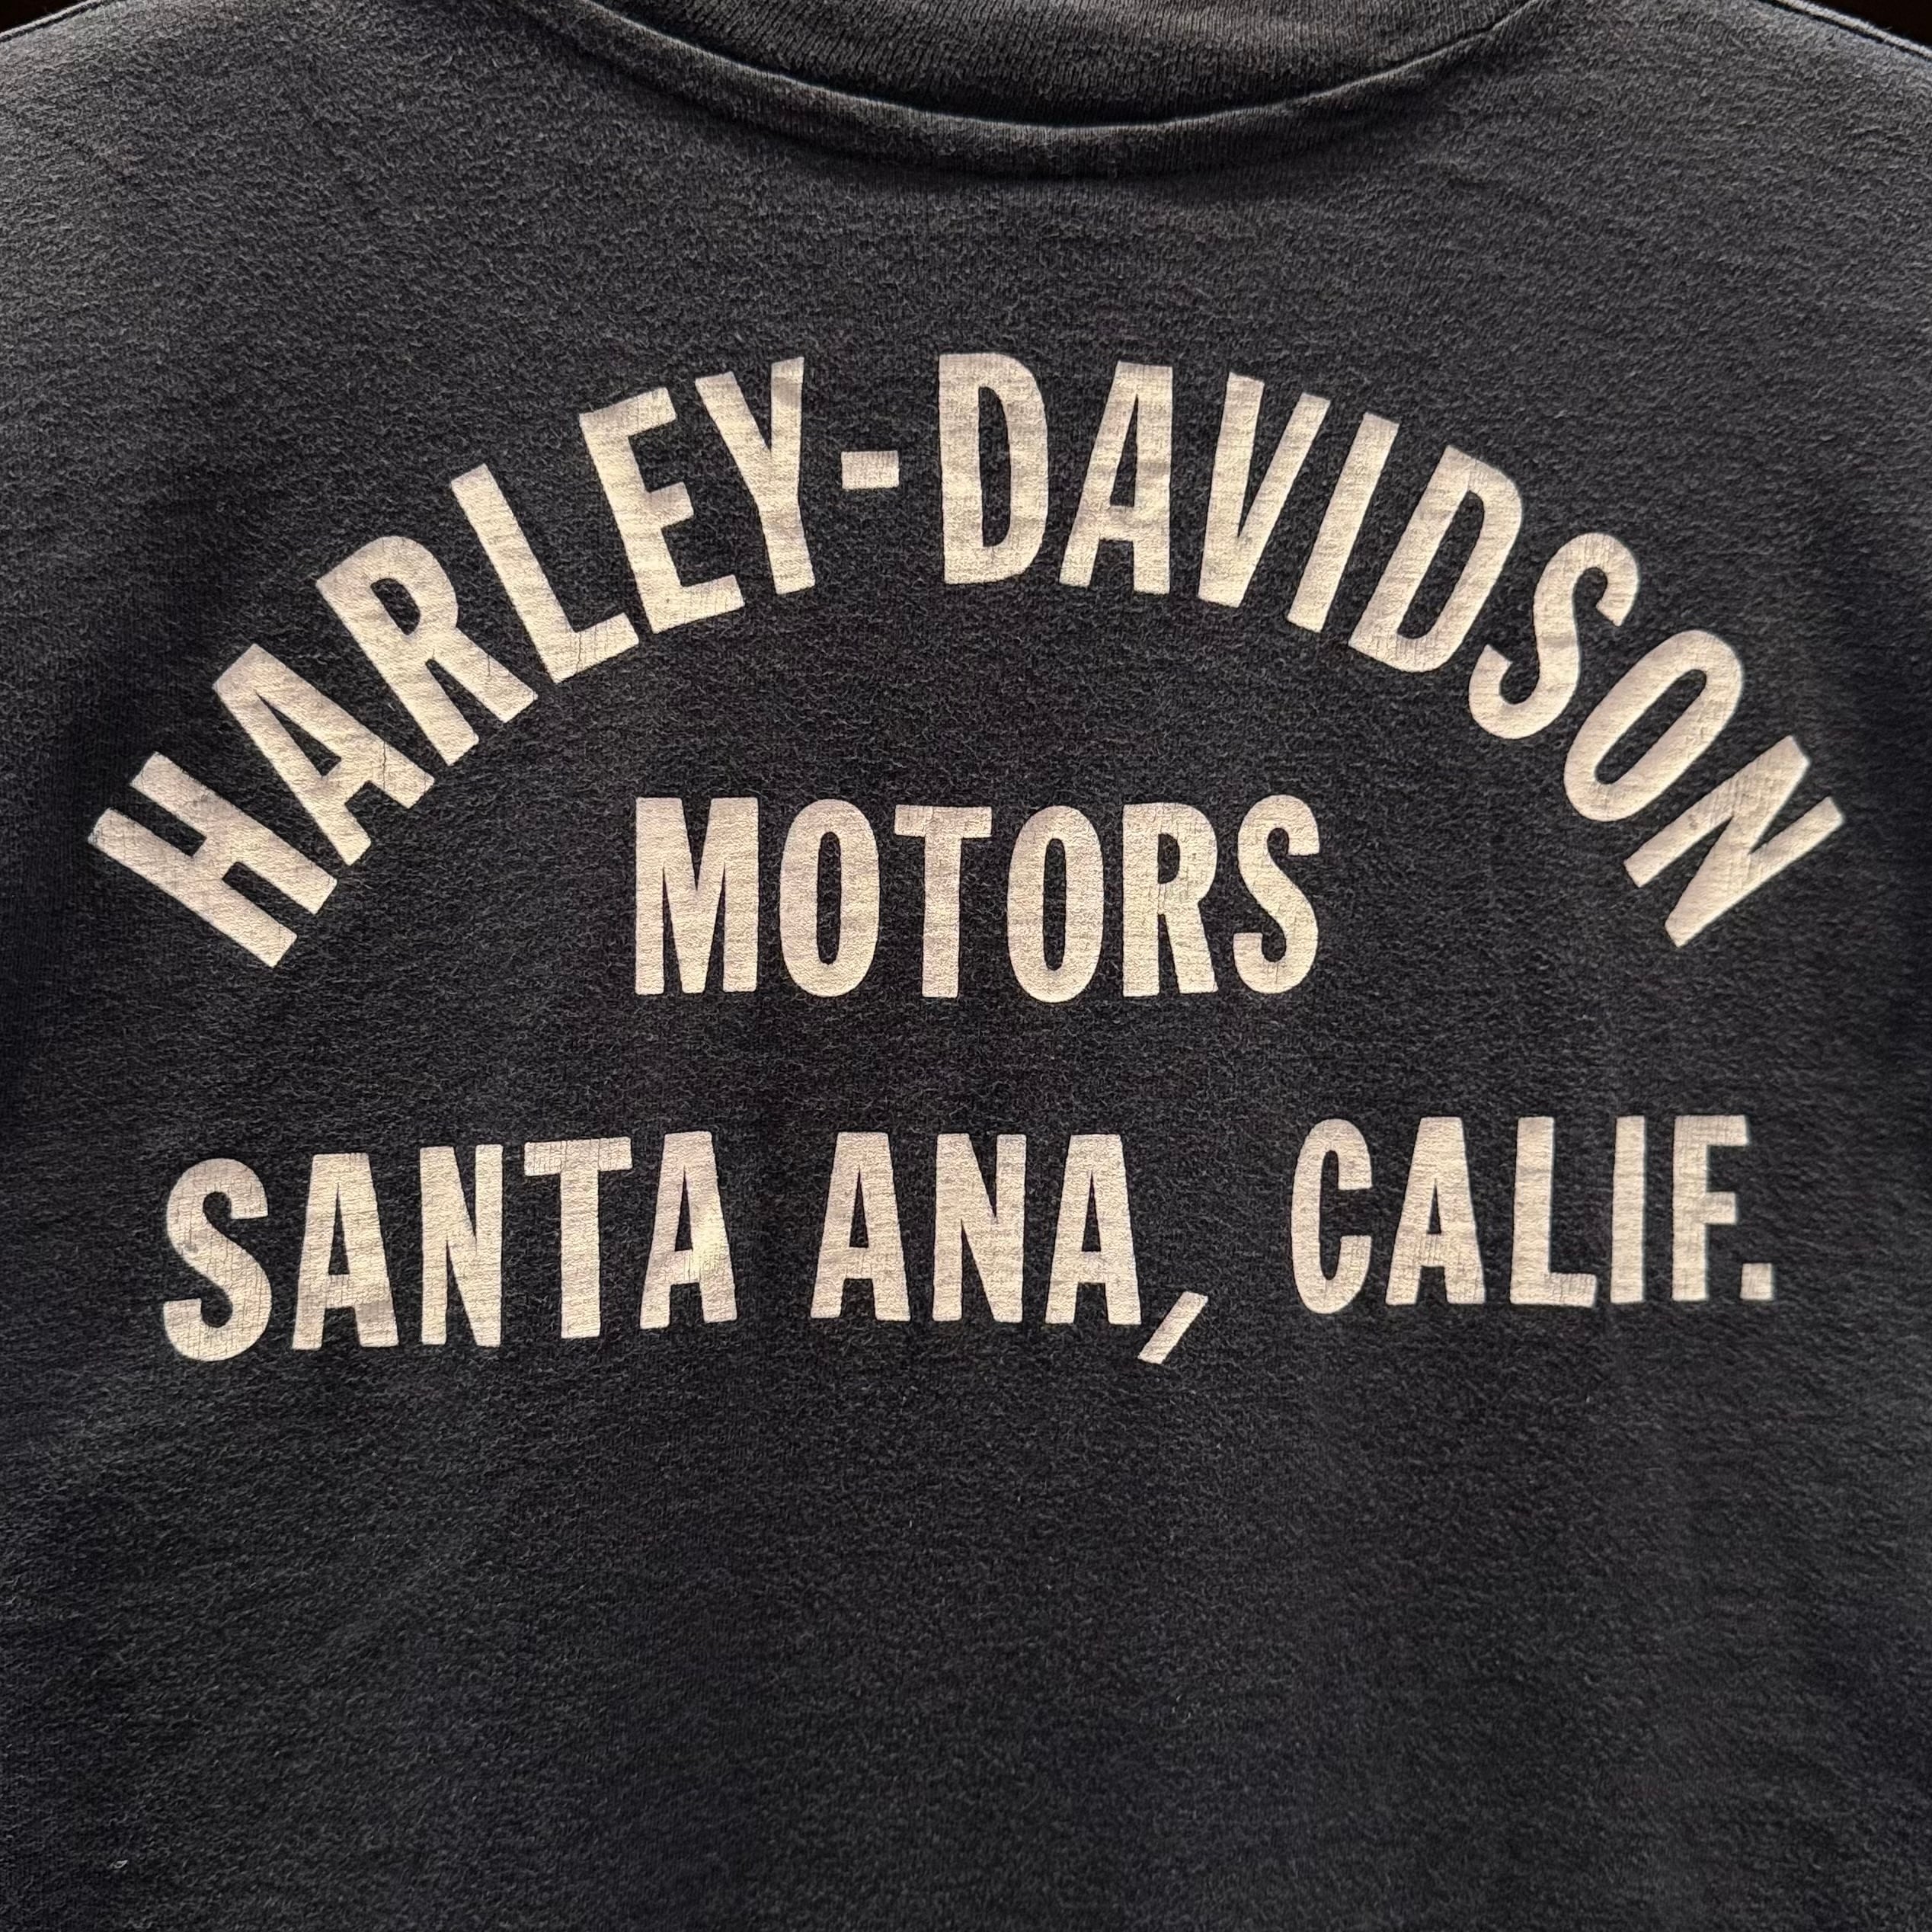 HARLEY-DAVIDSON
MOTORS
SANTA ANA, CALIF.